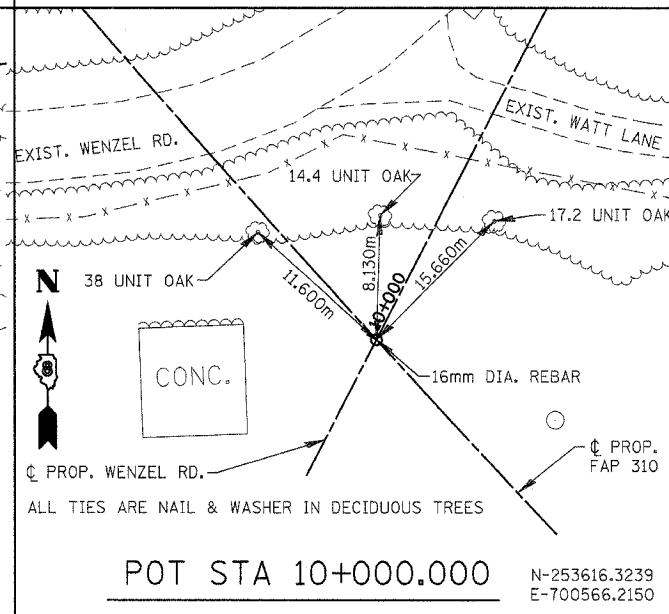 EXIST. WENZEL RD.
EXIST. WATT LANE
14.4 UNIT OAK
17.2 UNIT OAK
38 UNIT OAK
11.600m
8.130m
10+000
15.660m
N
8
CONC.
16mm DIA. REBAR
℄ PROP. WENZEL RD.
℄ PROP.
FAP 310
ALL TIES ARE NAIL & WASHER IN DECIDUOUS TREES
POT STA 10+000.000
N-253616.3239
E-700566.2150